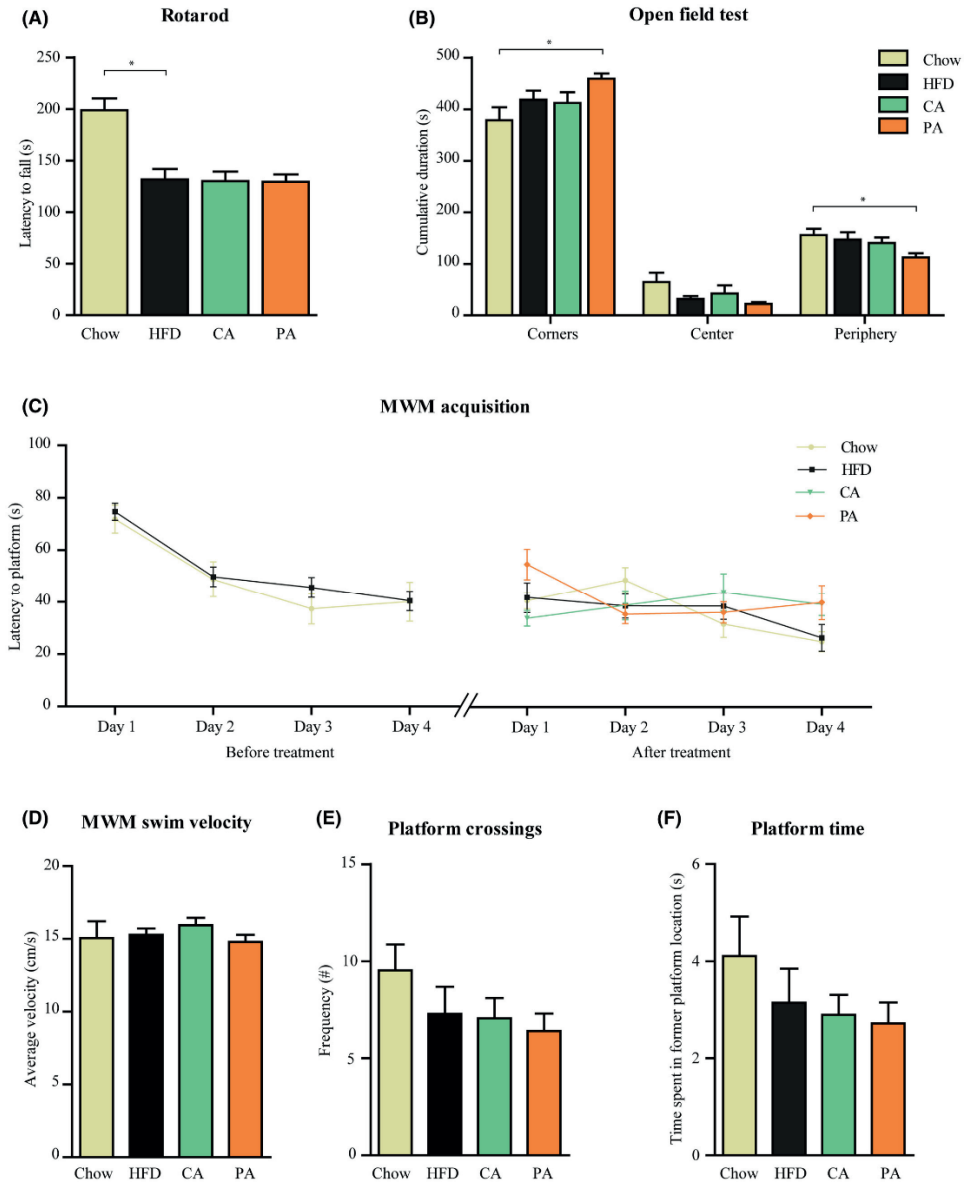 (A)
Rotarod
Latency to fall (s)
250
200
150
100
50
0
*
Chow HFD CA PA
(B)
Open field test
Cumulative duration (s)
500
400
300
200
100
0
*
*
Corners Center Periphery
Chow
HFD
CA
PA
(C)
MWM acquisition
Latency to platform (s)
100
80
60
40
20
0
Day 1 Day 2 Day 3 Day 4 Day 1 Day 2 Day 3 Day 4
Before treatment After treatment
Chow
HFD
CA
PA
(D)
MWM swim velocity
Average velocity (cm/s)
20
15
10
5
0
Chow HFD CA PA
(E)
Platform crossings
Frequency (#)
15
10
5
0
Chow HFD CA PA
(F)
Platform time
Time spent in former platform location (s)
6
4
2
0
Chow HFD CA PA